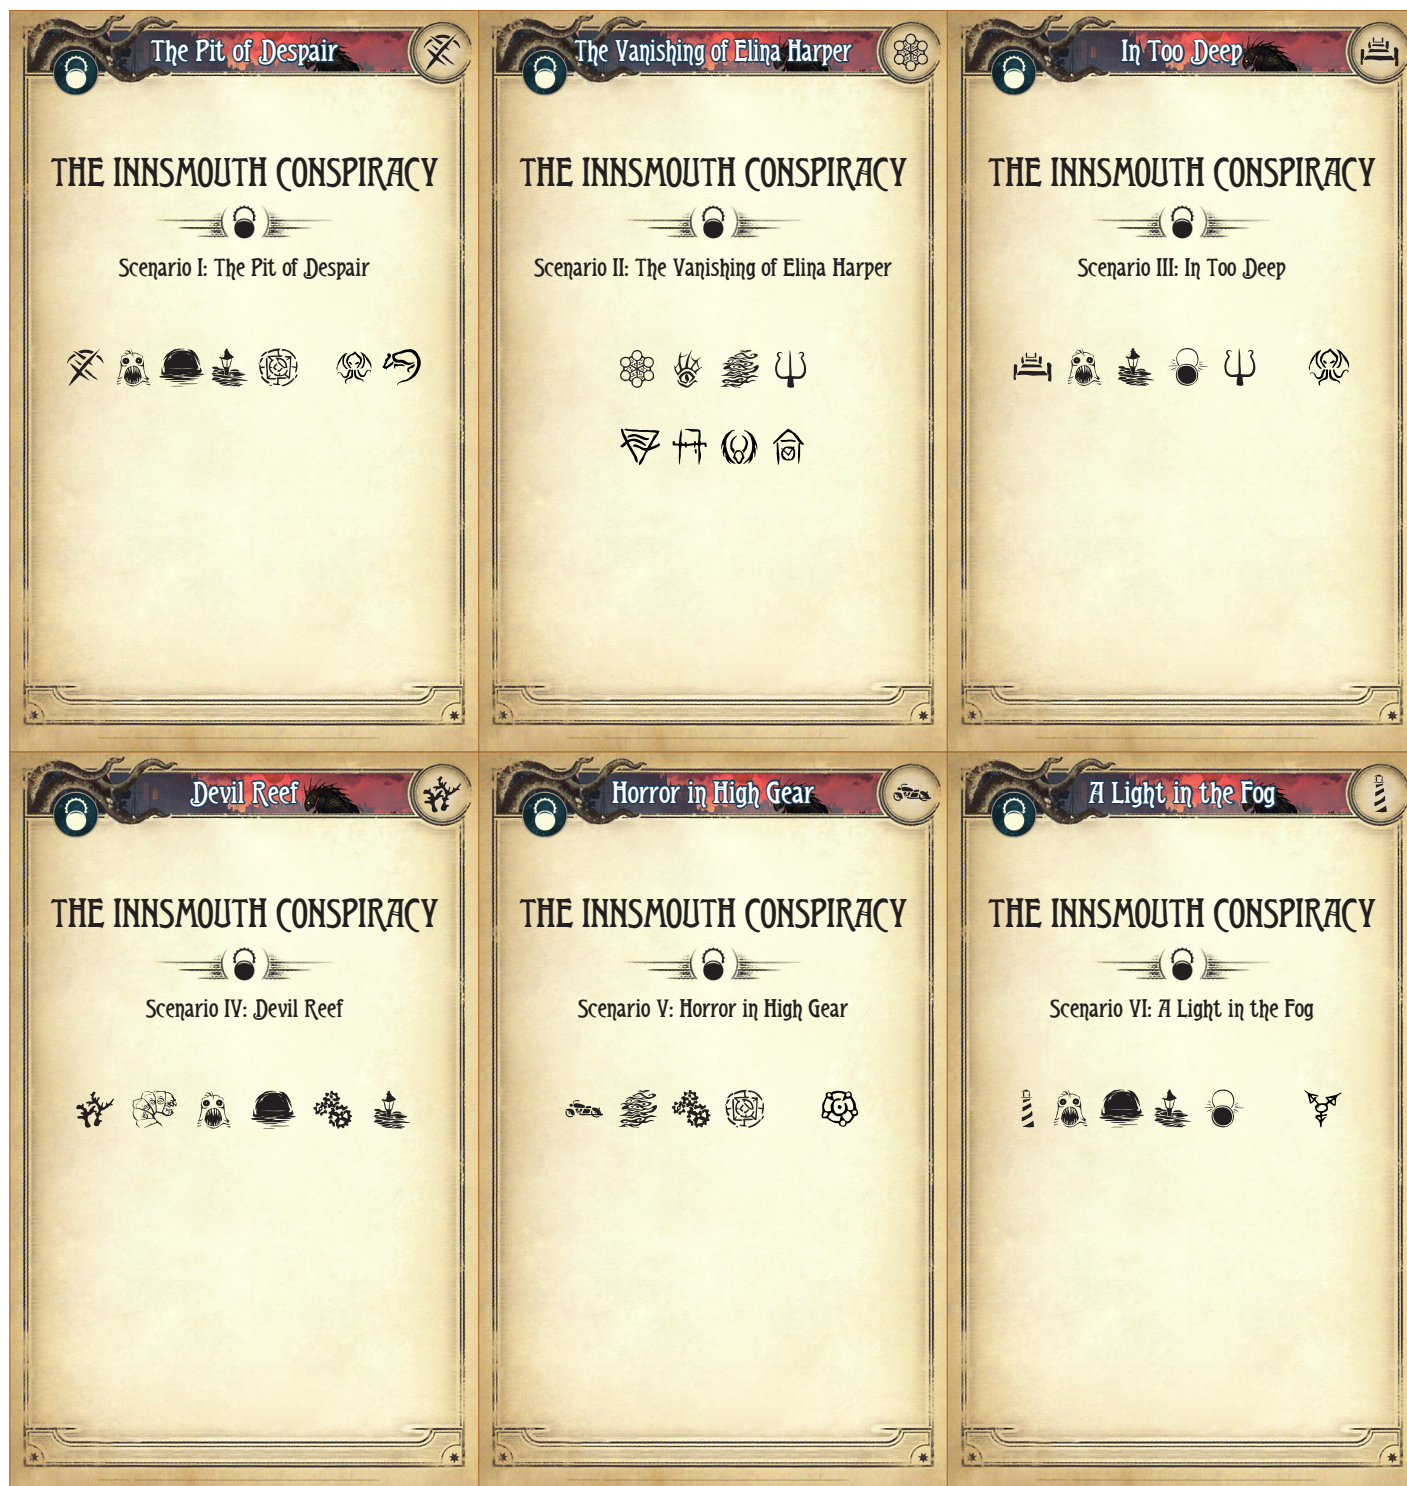 The Pit of Despair
THE INNSMOUTH CONSPIRACY
Scenario I: The Pit of Despair
The Vanishing of Elina Harper
THE INNSMOUTH CONSPIRACY
Scenario II: The Vanishing of Elina Harper
In Too Deep
THE INNSMOUTH CONSPIRACY
Scenario III: In Too Deep
Devil Reef
THE INNSMOUTH CONSPIRACY
Scenario IV: Devil Reef
Horror in High Gear
THE INNSMOUTH CONSPIRACY
Scenario V: Horror in High Gear
A Light in the Fog
THE INNSMOUTH CONSPIRACY
Scenario VI: A Light in the Fog